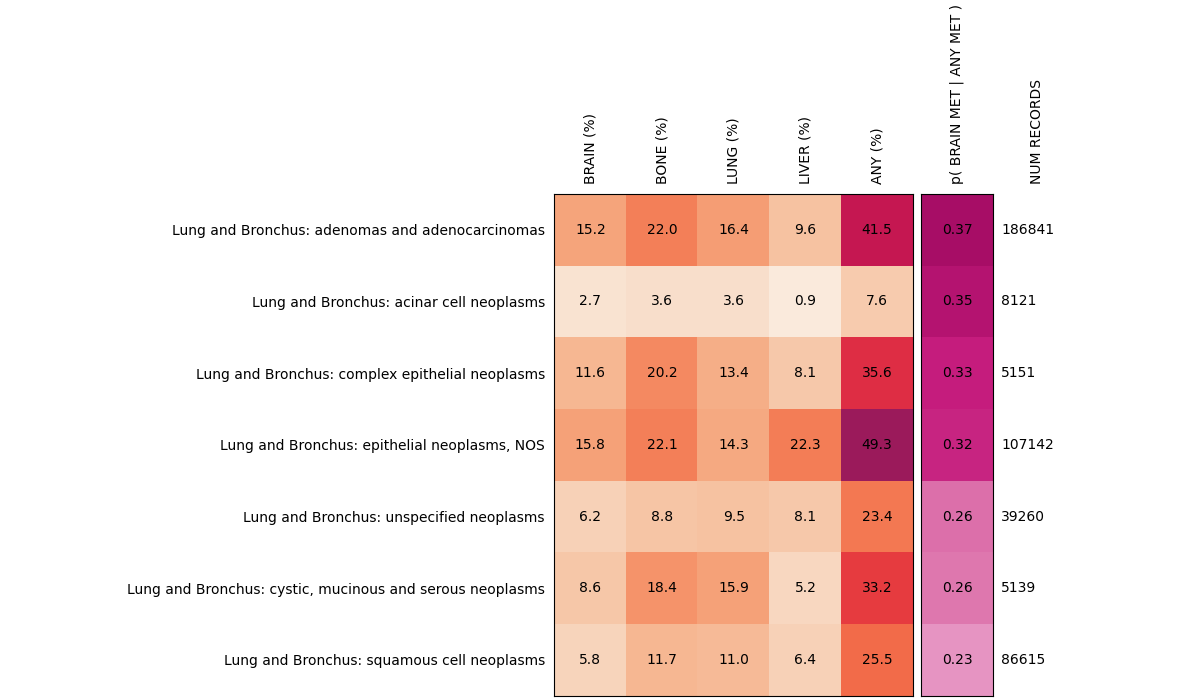 BRAIN (%) BONE (%) LUNG (%) LIVER (%) ANY (%) p( BRAIN MET | ANY MET ) NUM RECORDS
Lung and Bronchus: adenomas and adenocarcinomas 15.2 22.0 16.4 9.6 41.5 0.37 186841
Lung and Bronchus: acinar cell neoplasms 2.7 3.6 3.6 0.9 7.6 0.35 8121
Lung and Bronchus: complex epithelial neoplasms 11.6 20.2 13.4 8.1 35.6 0.33 5151
Lung and Bronchus: epithelial neoplasms, NOS 15.8 22.1 14.3 22.3 49.3 0.32 107142
Lung and Bronchus: unspecified neoplasms 6.2 8.8 9.5 8.1 23.4 0.26 39260
Lung and Bronchus: cystic, mucinous and serous neoplasms 8.6 18.4 15.9 5.2 33.2 0.26 5139
Lung and Bronchus: squamous cell neoplasms 5.8 11.7 11.0 6.4 25.5 0.23 86615